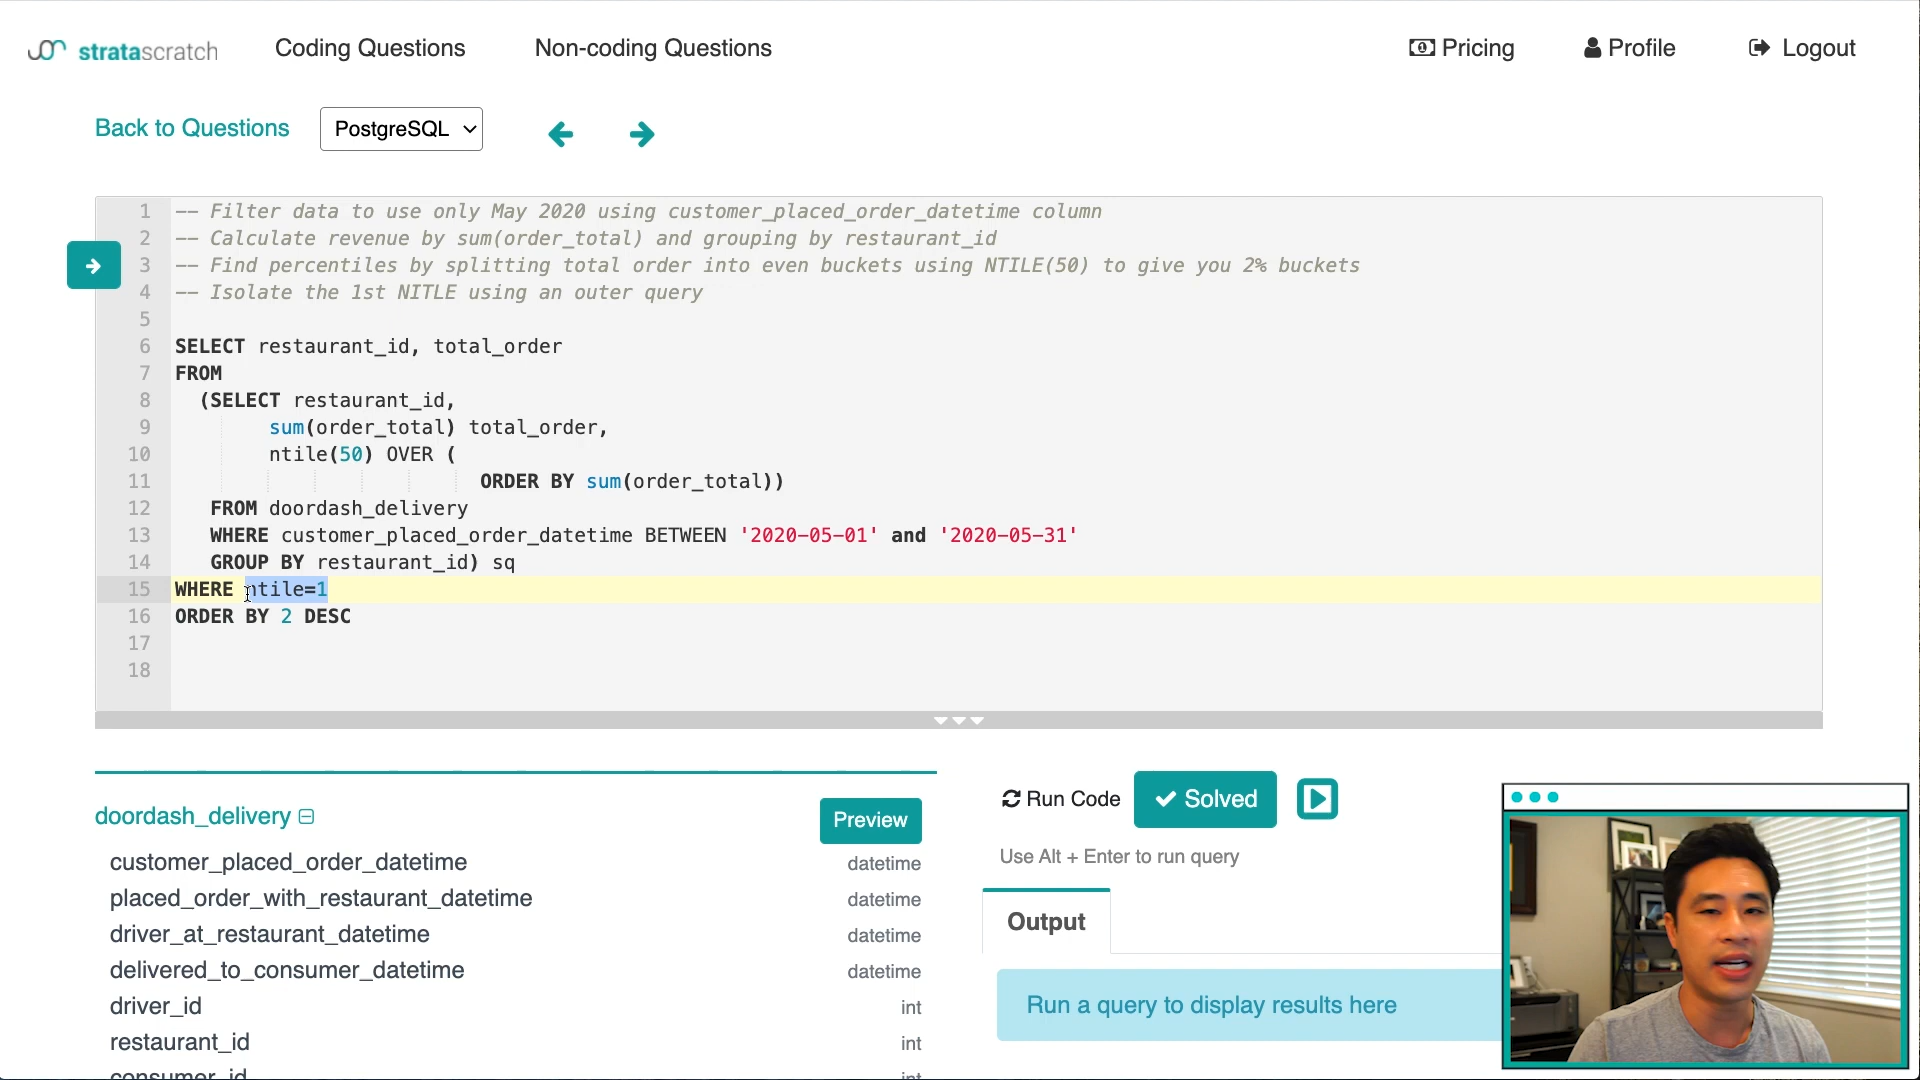 stratascratch
Coding Questions
Non-coding Questions
Pricing
Profile
Logout
Back to Questions
PostgreSQL
1 -- Filter data to use only May 2020 using customer_placed_order_datetime column
2 -- Calculate revenue by sum(order_total) and grouping by restaurant_id
3 -- Find percentiles by splitting total order into even buckets using NTILE(50) to give you 2% buckets
4 -- Isolate the 1st NITLE using an outer query
5
6 SELECT restaurant_id, total_order
7 FROM
8 (SELECT restaurant_id,
9 sum(order_total) total_order,
10 ntile(50) OVER (
11 ORDER BY sum(order_total))
12 FROM doordash_delivery
13 WHERE customer_placed_order_datetime BETWEEN '2020-05-01' and '2020-05-31'
14 GROUP BY restaurant_id) sq
15 WHERE ntile=1
16 ORDER BY 2 DESC
17
18
doordash_delivery
Preview
customer_placed_order_datetime datetime
placed_order_with_restaurant_datetime datetime
driver_at_restaurant_datetime datetime
delivered_to_consumer_datetime datetime
driver_id int
restaurant_id int
consumer_id int
Run Code
Solved
Use Alt + Enter to run query
Output
Run a query to display results here